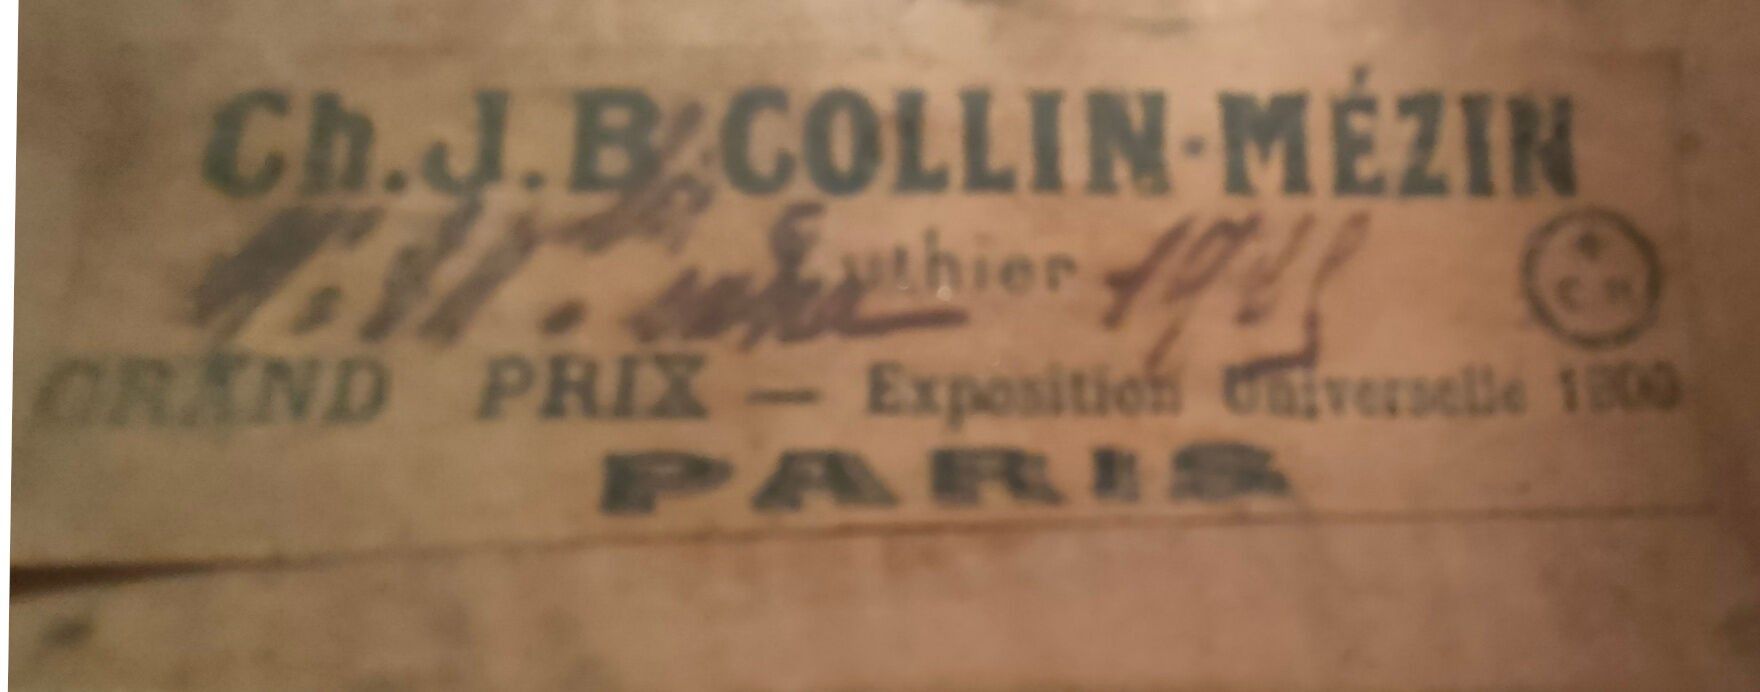 Ch. J. B. COLLIN-MÉZIN
Luthier
GRAND PRIX — Exposition Universelle 1900
PARIS